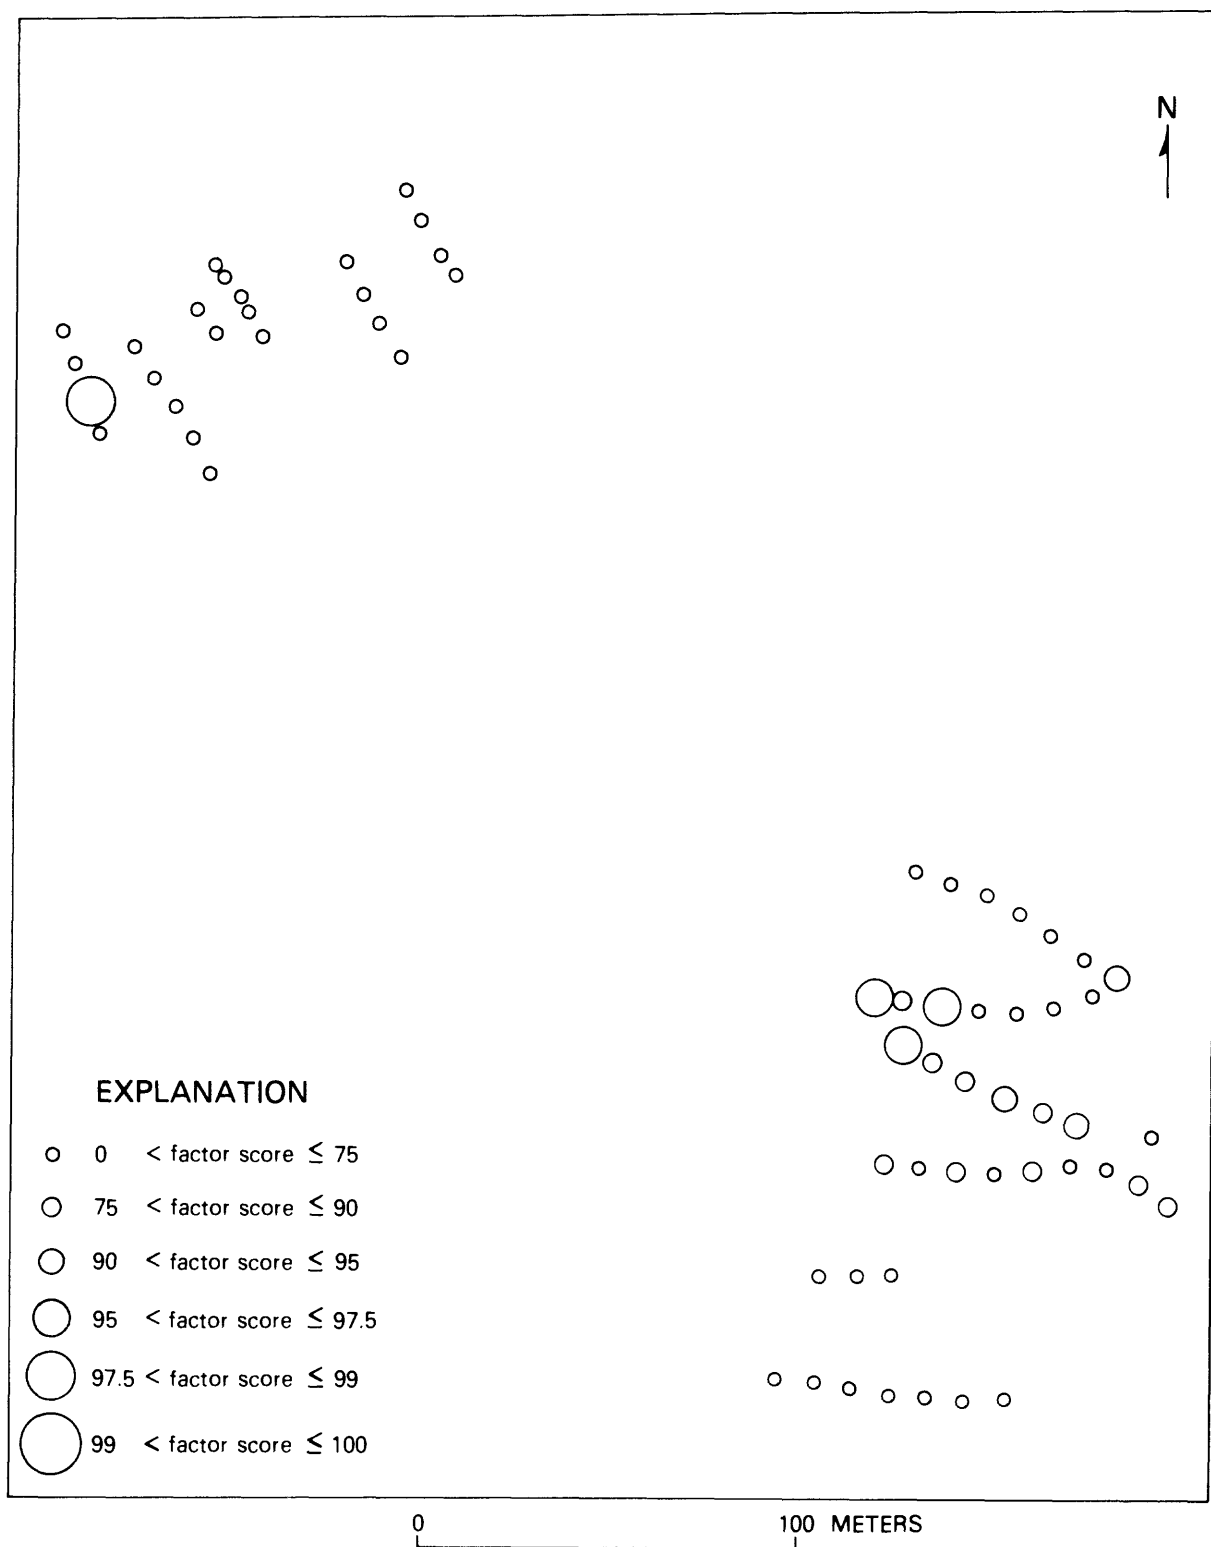 N
EXPLANATION
0 < factor score ≤ 75
75 < factor score ≤ 90
90 < factor score ≤ 95
95 < factor score ≤ 97.5
97.5 < factor score ≤ 99
99 < factor score ≤ 100
0 100 METERS